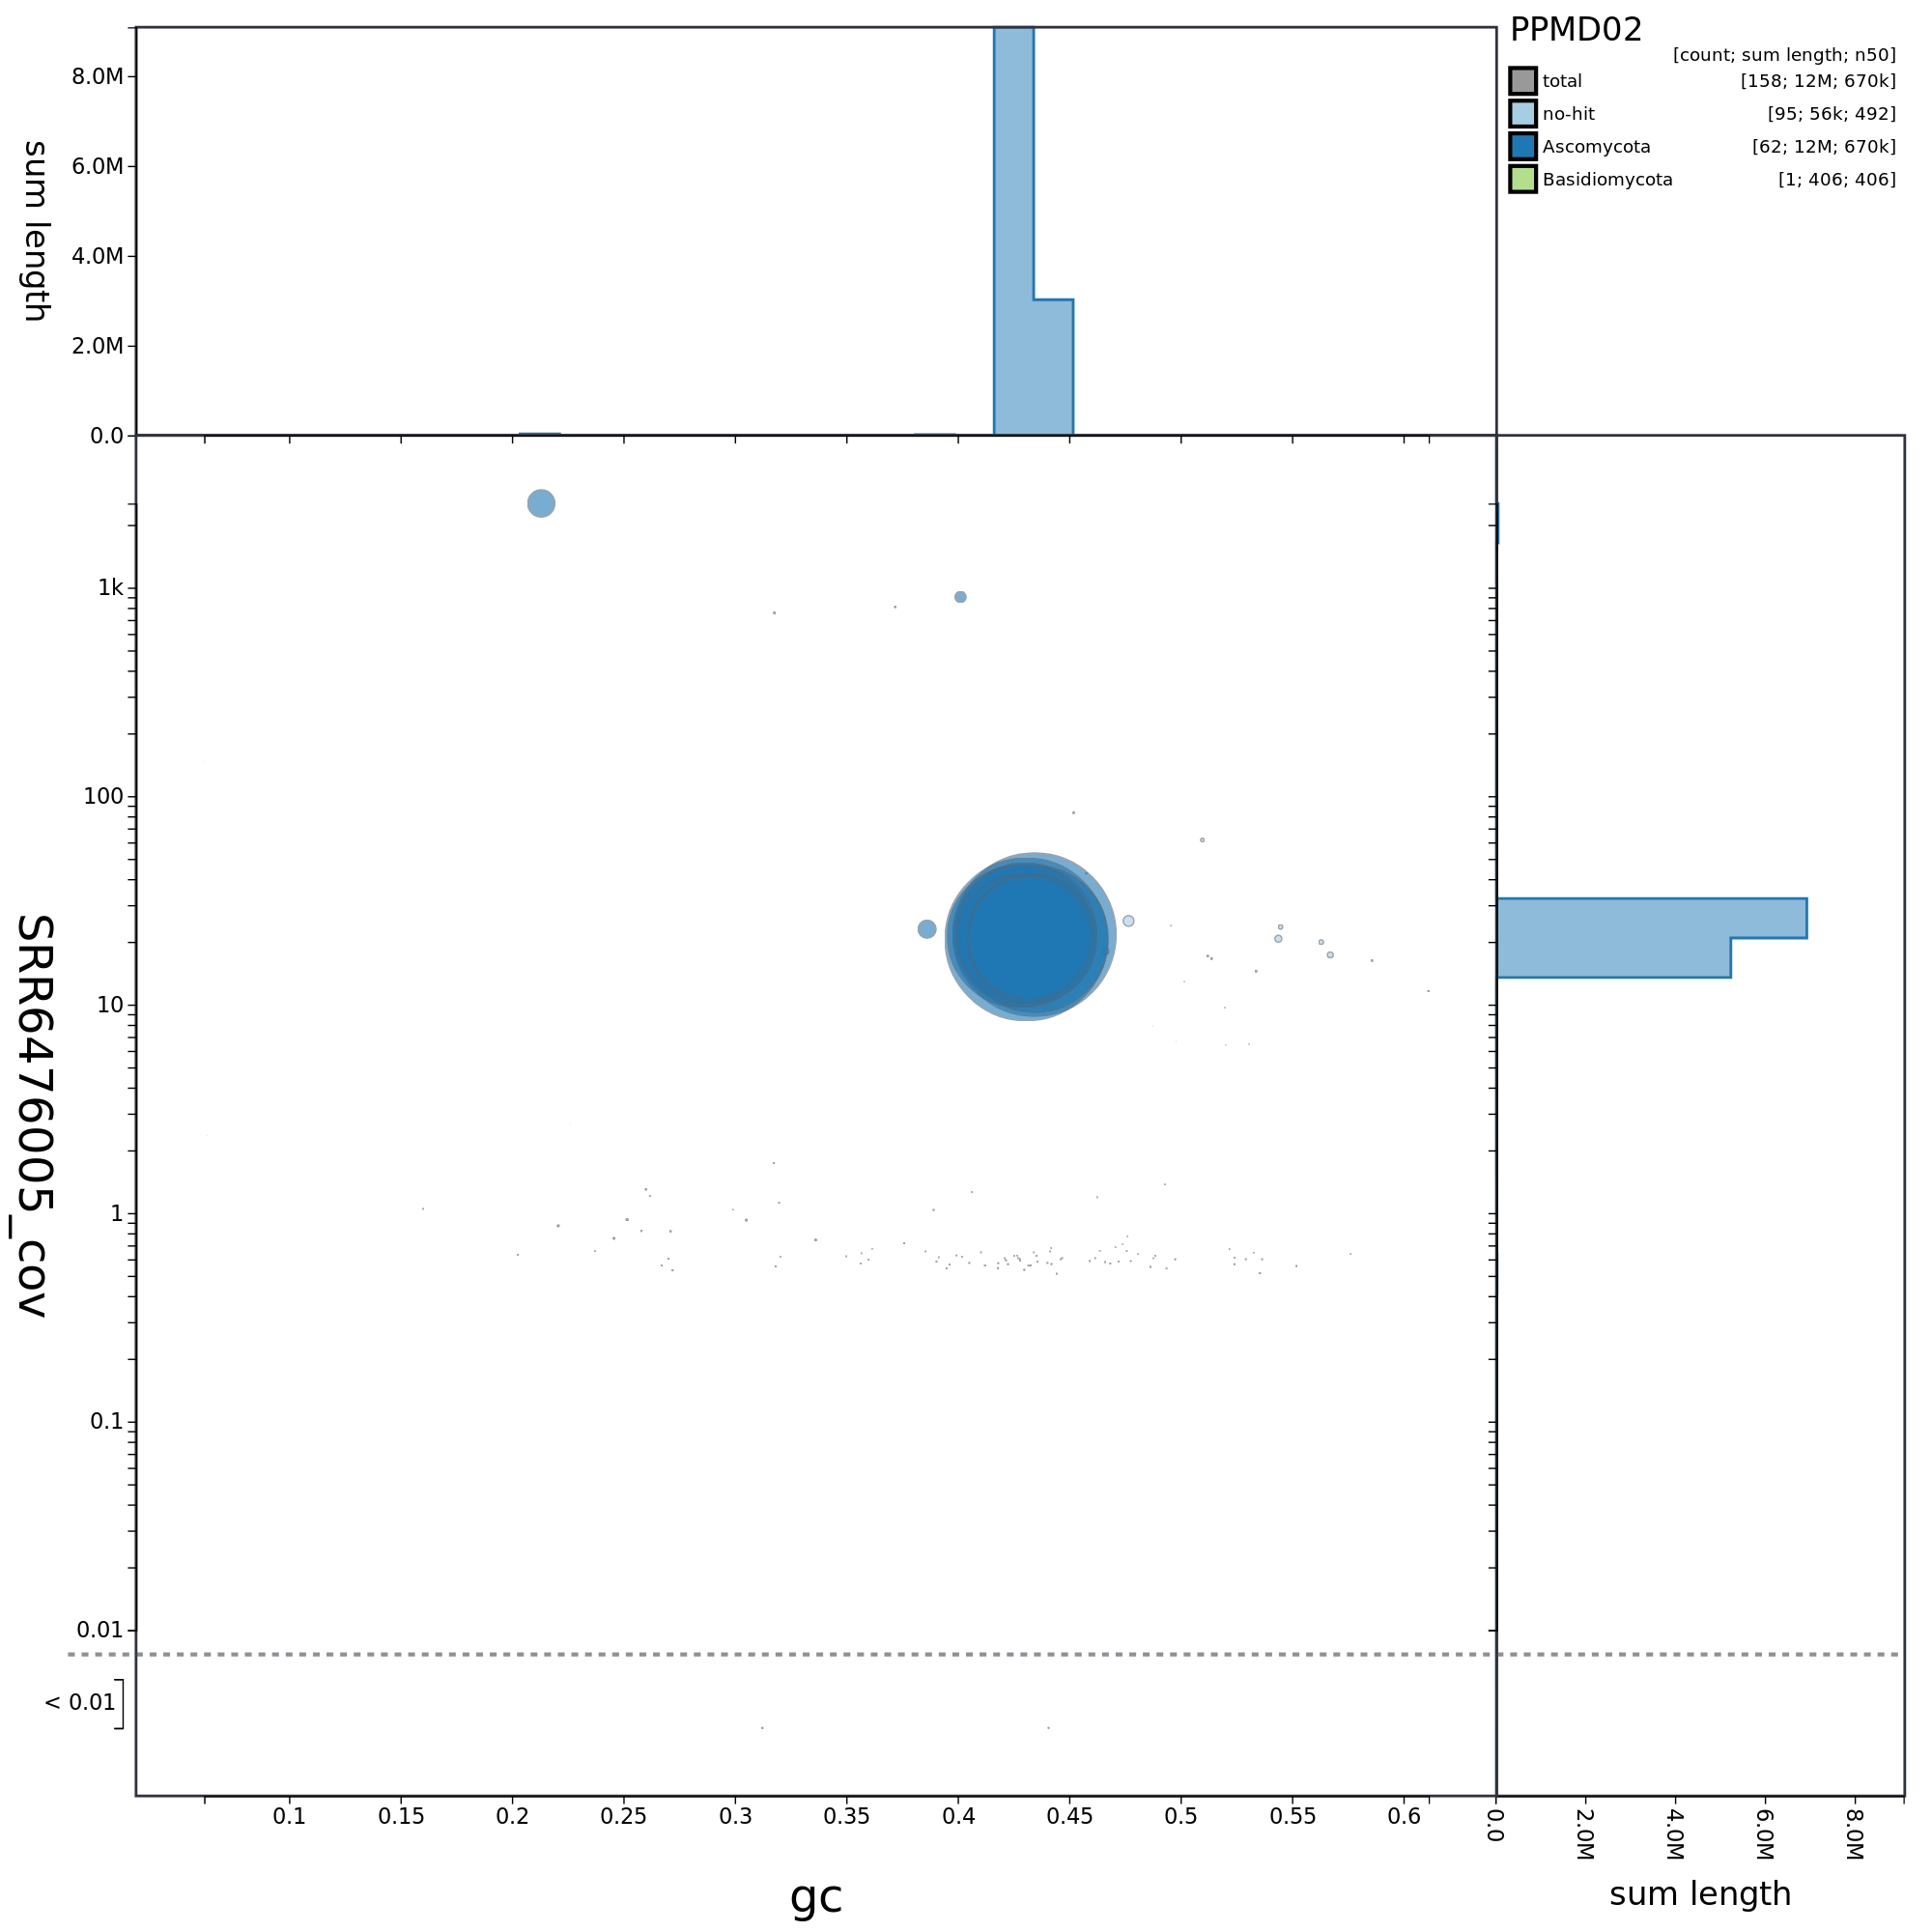 PPMD02
[count; sum length; n50]
total [158; 12M; 670k]
no-hit [95; 56k; 492]
Ascomycota [62; 12M; 670k]
Basidiomycota [1; 406; 406]
sum length
8.0M
6.0M
4.0M
2.0M
0.0
SRR6476005_cov
1k
100
10
1
0.1
0.01
< 0.01
0.1 0.15 0.2 0.25 0.3 0.35 0.4 0.45 0.5 0.55 0.6
gc
0.0 2.0M 4.0M 6.0M 8.0M
sum length